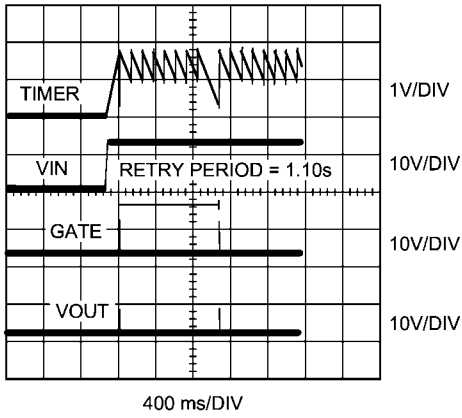 TIMER
1V/DIV
VIN
RETRY PERIOD = 1.10s
10V/DIV
GATE
10V/DIV
VOUT
10V/DIV
400 ms/DIV